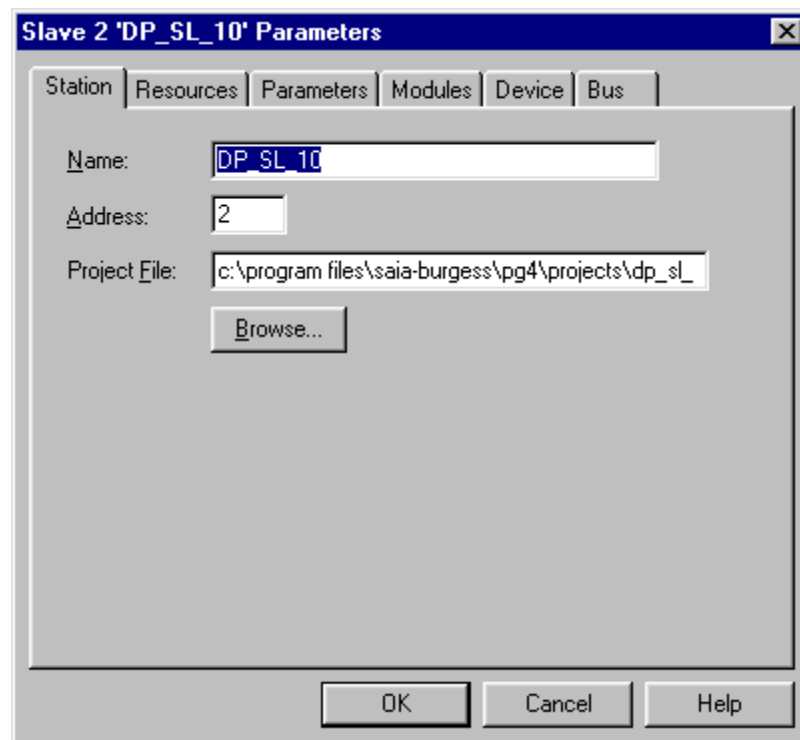 Slave 2 'DP_SL_10' Parameters
Station Resources Parameters Modules Device Bus
Name: DP_SL_10
Address: 2
Project File: c:\program files\saia-burgess\pg4\projects\dp_sl_
Browse...
OK Cancel Help